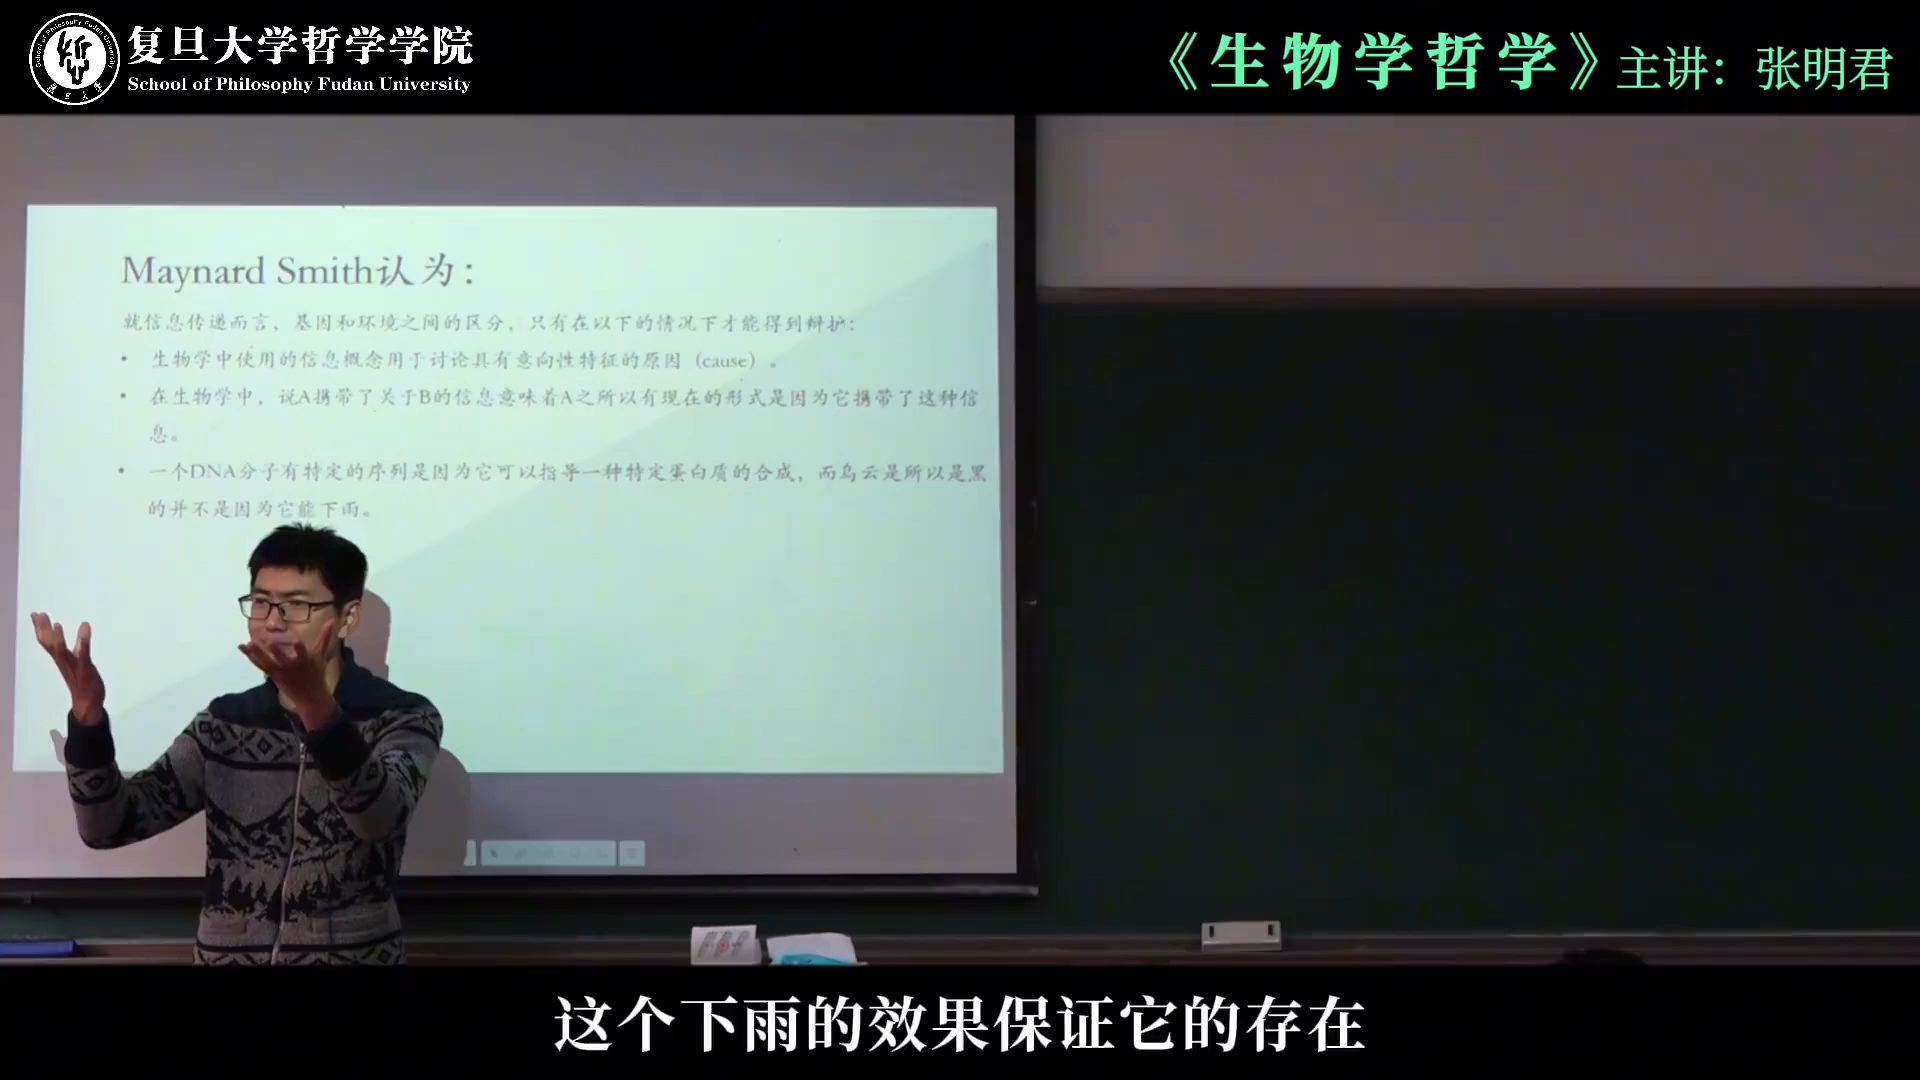 复旦大学哲学学院
School of Philosophy Fudan University
《生物学哲学》主讲：张明君
Maynard Smith认为：
就信息传递而言，基因和环境之间的区分，只有在以下的情况下才能得到辩护：
• 生物学中使用的信息概念用于讨论具有意向性特征的原因（cause）。
• 在生物学中，说A携带了关于B的信息意味着A之所以有现在的形式是因为它携带了这种信
息。
• 一个DNA分子有特定的序列是因为它可以指导一种特定蛋白质的合成，而乌云是所以是黑
的并不是因为它能下雨。
这个下雨的效果保证它的存在